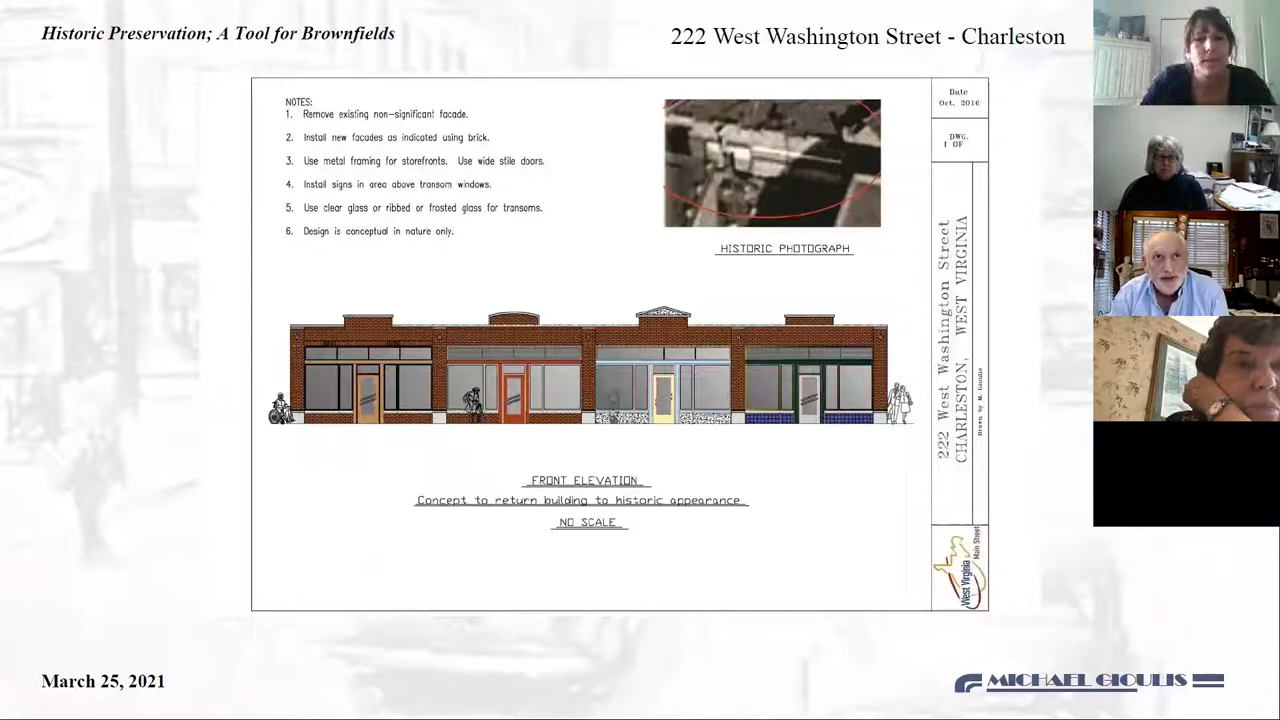 Historic Preservation; A Tool for Brownfields
222 West Washington Street - Charleston
NOTES:
1. Remove existing non-significant facade.
2. Install new facades as indicated using brick.
3. Use metal framing for storefronts. Use wide stile doors.
4. Install signs in area above transom windows.
5. Use clear glass or ribbed or frosted glass for transoms.
6. Design is conceptual in nature only.
HISTORIC PHOTOGRAPH
Date
Oct. 2016
DWG.
1 OF
222 West Washington Street
CHARLESTON, WEST VIRGINIA
Drawn by M. Gioulis
FRONT ELEVATION
Concept to return building to historic appearance
NO SCALE
West Virginia
Main Street
March 25, 2021
MICHAEL GIOULIS